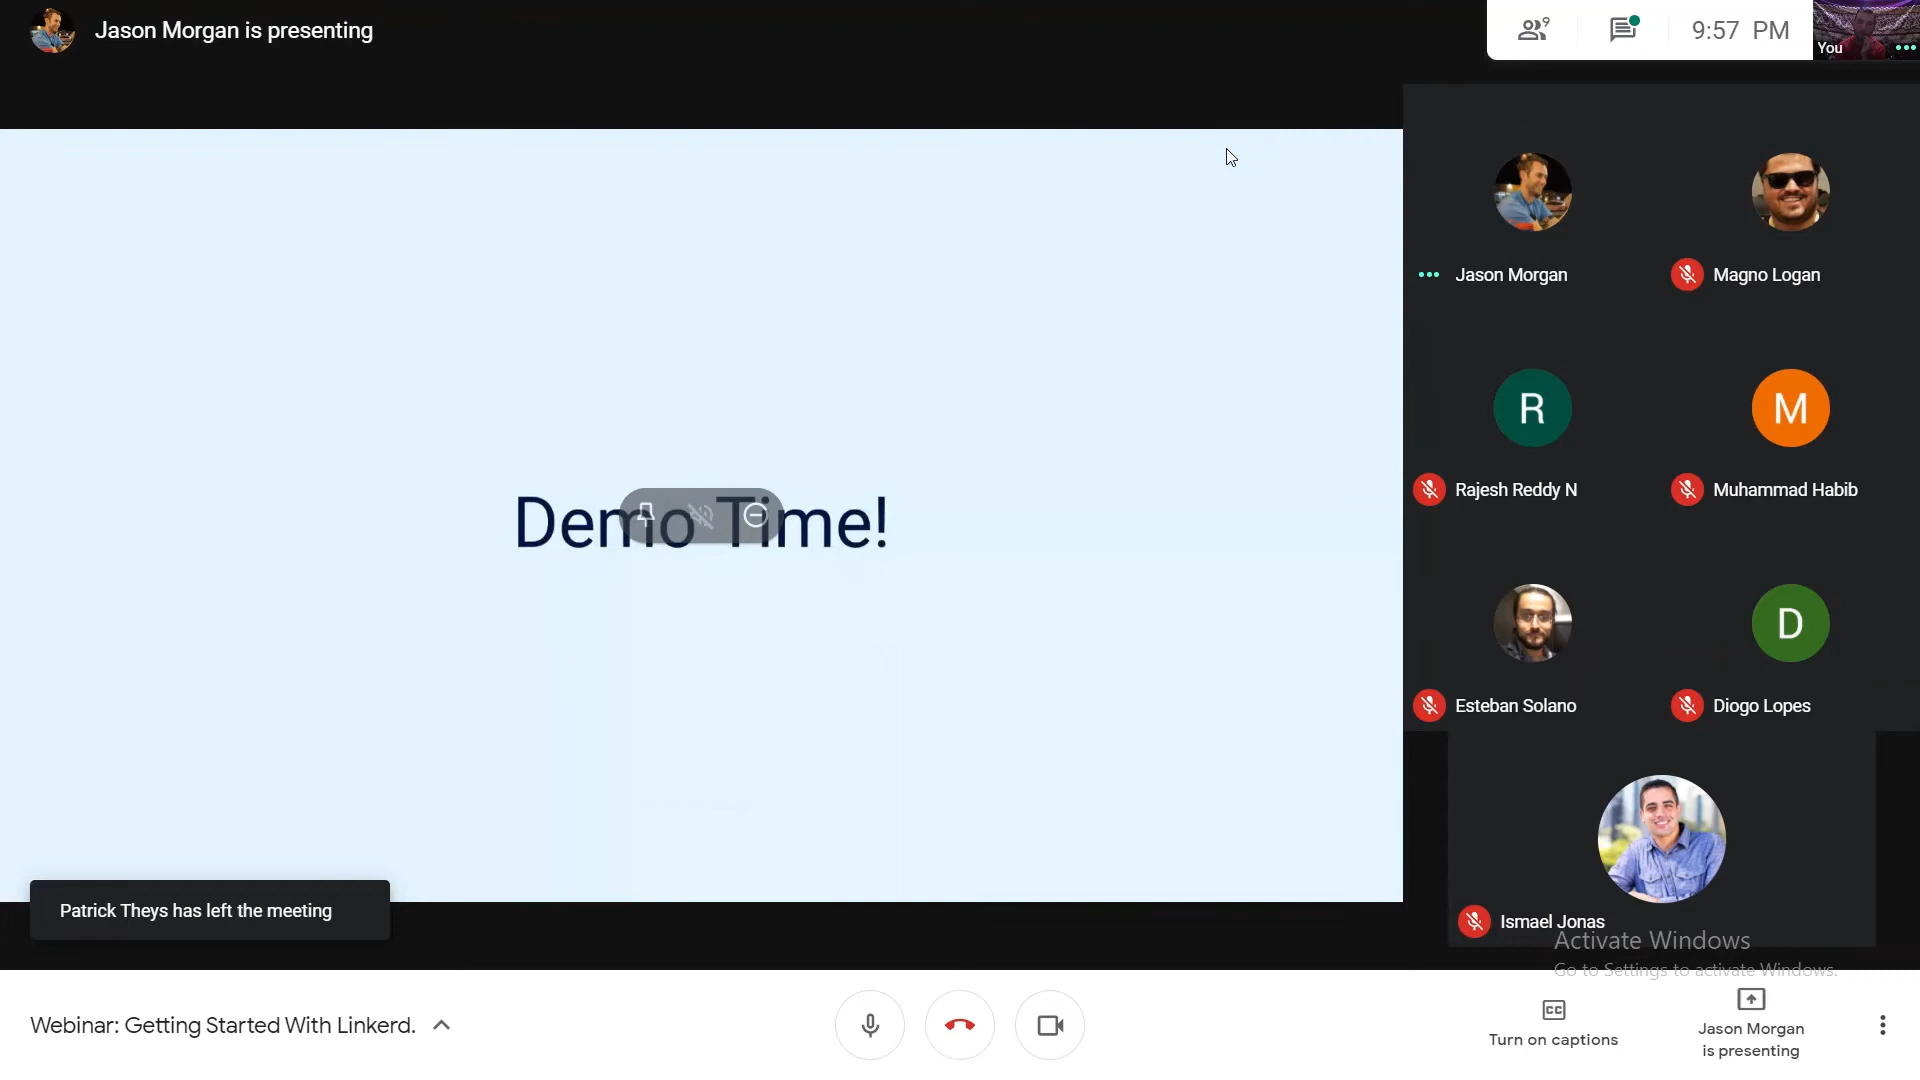 Jason Morgan is presenting
9
9:57 PM
You
Demo Time!
Jason Morgan
Magno Logan
R
M
Rajesh Reddy N
Muhammad Habib
D
Esteban Solano
Diogo Lopes
Ismael Jonas
Patrick Theys has left the meeting
Activate Windows
Go to Settings to activate Windows.
Webinar: Getting Started With Linkerd.
CC
Turn on captions
Jason Morgan
is presenting